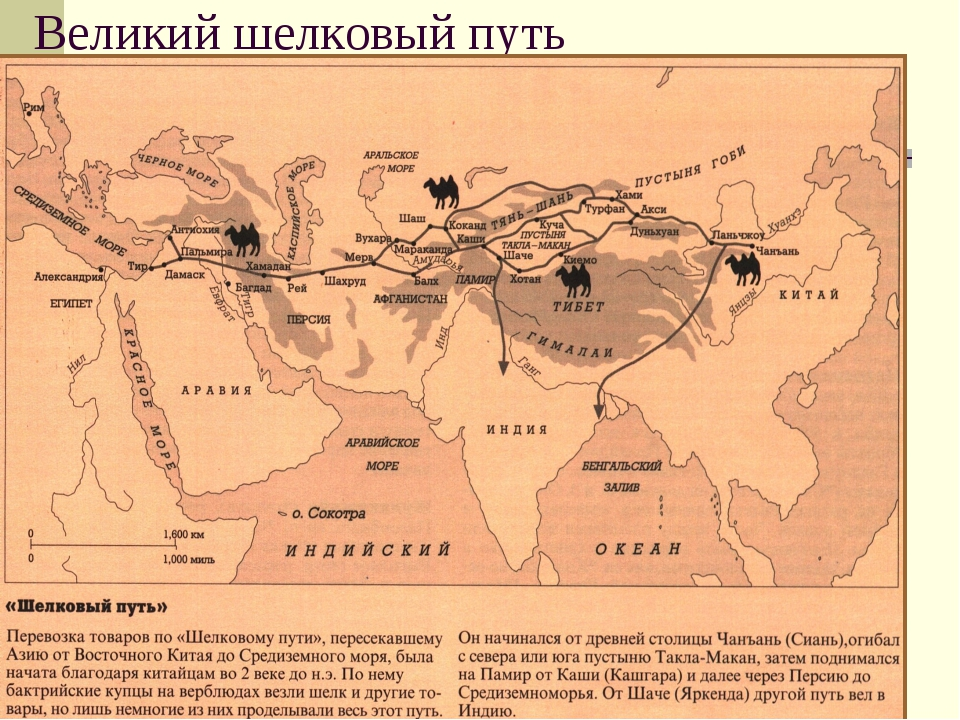 Великий шелковый путь
Рим
ЧЕРНОЕ МОРЕ
КАСПИЙСКОЕ МОРЕ
АРАЛЬСКОЕ
МОРЕ
ПУСТЫНЯ ГОБИ
СРЕДИЗЕМНОЕ МОРЕ
ТЯНЬ–ШАНЬ
Хами
Турфан
Акси
Хуанхэ
Шаш
Коканд
Куча
Дуньхуан
Ланьчжоу
Антиохия
Вухара
Мараканда
Каши
ПУСТЫНЯ
ТАКЛА–МАКАН
Чанъань
Пальмира
Мерв
Амударья
Шаче
Киемо
Тир
Хамадан
Александрия
Дамаск
Багдад
Рей
Шахруд
Балх
ПАМИР
Хотан
ЕГИПЕТ
Евфрат
Тигр
АФГАНИСТАН
ТИБЕТ
Янцзы
КИТАЙ
ПЕРСИЯ
Инд
ГИМАЛАИ
Нил
КРАСНОЕ МОРЕ
Ганг
АРАВИЯ
ИНДИЯ
АРАВИЙСКОЕ
МОРЕ
БЕНГАЛЬСКИЙ
ЗАЛИВ
о. Сокотра
0 1,600 км
0 1,000 миль
ИНДИЙСКИЙ ОКЕАН
«Шелковый путь»
Перевозка товаров по «Шелковому пути», пересекавшему
Азию от Восточного Китая до Средиземного моря, была
начата благодаря китайцам во 2 веке до н.э. По нему
бактрийские купцы на верблюдах везли шелк и другие то-
вары, но лишь немногие из них проделывали весь этот путь.
Он начинался от древней столицы Чанъань (Сиань),огибал
с севера или юга пустыню Такла-Макан, затем поднимался
на Памир от Каши (Кашгара) и далее через Персию до
Средиземноморья. От Шаче (Яркенда) другой путь вел в
Индию.